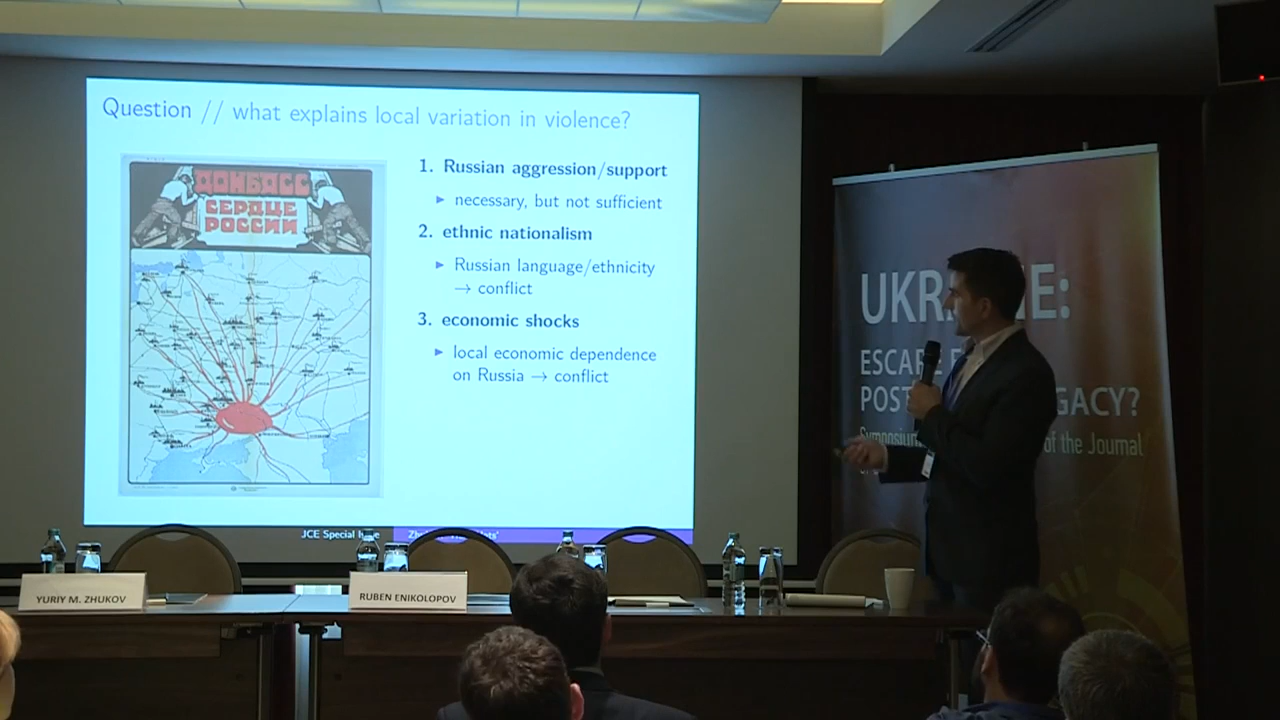 Question // what explains local variation in violence?
ДОНБАСС
СЕРДЦЕ
РОССИИ
1. Russian aggression/support
▶ necessary, but not sufficient
2. ethnic nationalism
▶ Russian language/ethnicity
→ conflict
3. economic shocks
▶ local economic dependence
on Russia → conflict
JCE Special
UKR E:
ESCAPE
POST GACY?
Symposium of the Journal
YURIY M. ZHUKOV
RUBEN ENIKOLOPOV